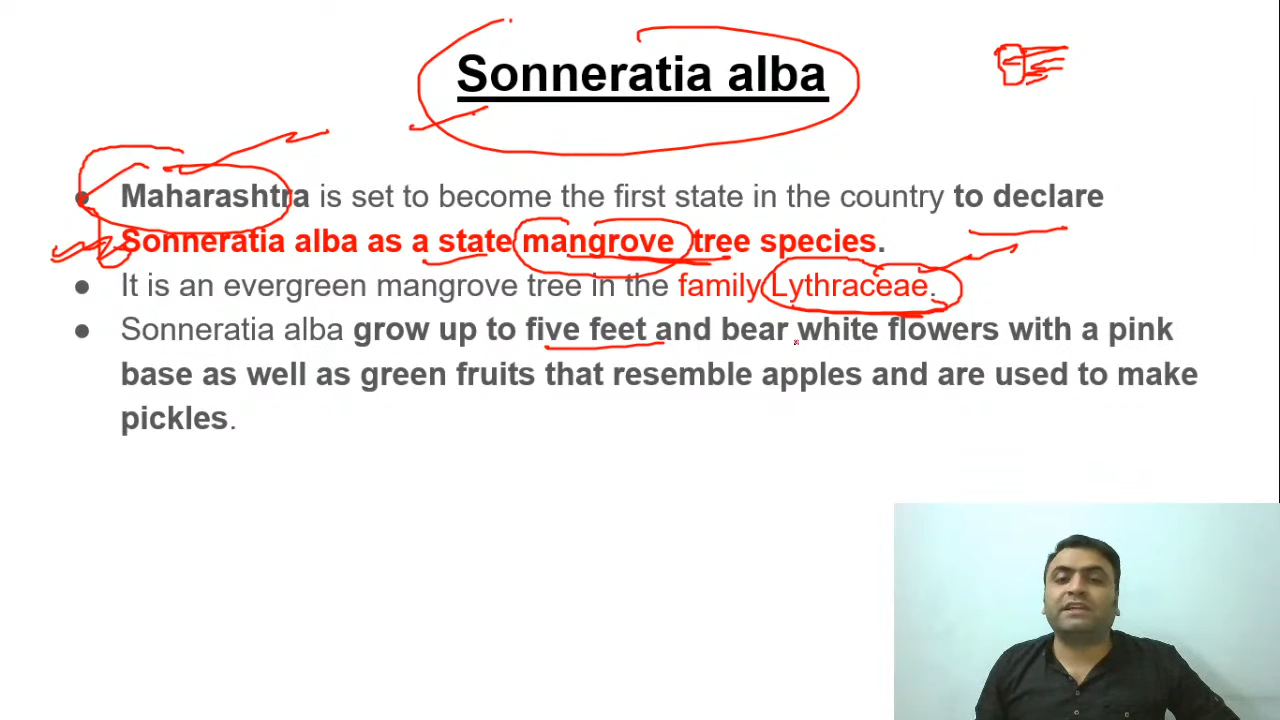 Sonneratia alba
● Maharashtra is set to become the first state in the country to declare
Sonneratia alba as a state mangrove tree species.
● It is an evergreen mangrove tree in the family Lythraceae.
● Sonneratia alba grow up to five feet and bear white flowers with a pink
base as well as green fruits that resemble apples and are used to make
pickles.